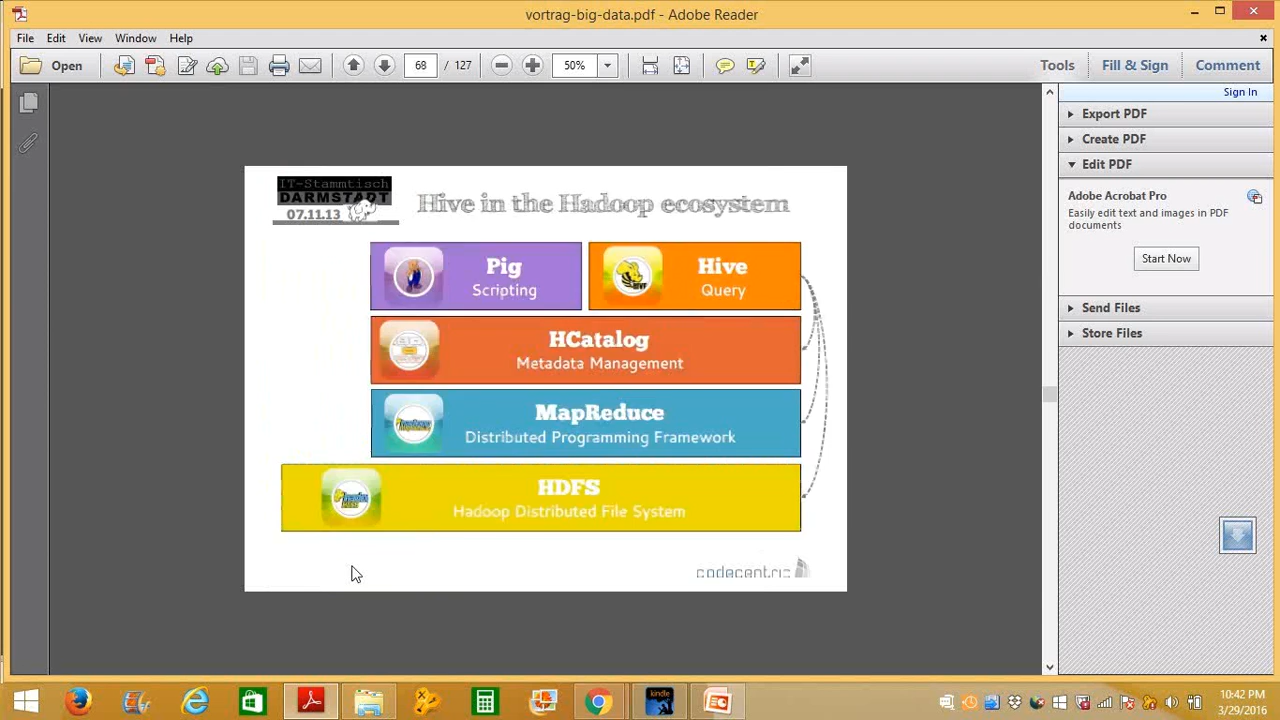 vortrag-big-data.pdf - Adobe Reader
File Edit View Window Help
Open 68 / 127 50% Tools Fill & Sign Comment
Sign In
Export PDF
Create PDF
Edit PDF
Adobe Acrobat Pro
Easily edit text and images in PDF
documents
Start Now
Send Files
Store Files
IT-Stammtisch
DARMSTADT
07.11.13
Hive in the Hadoop ecosystem
Pig
Scripting
HIVE
Hive
Query
HCatalog
Metadata Management
MapReduce
Distributed Programming Framework
HDFS
Hadoop Distributed File System
codecentric
kindle
10:42 PM
3/29/2016